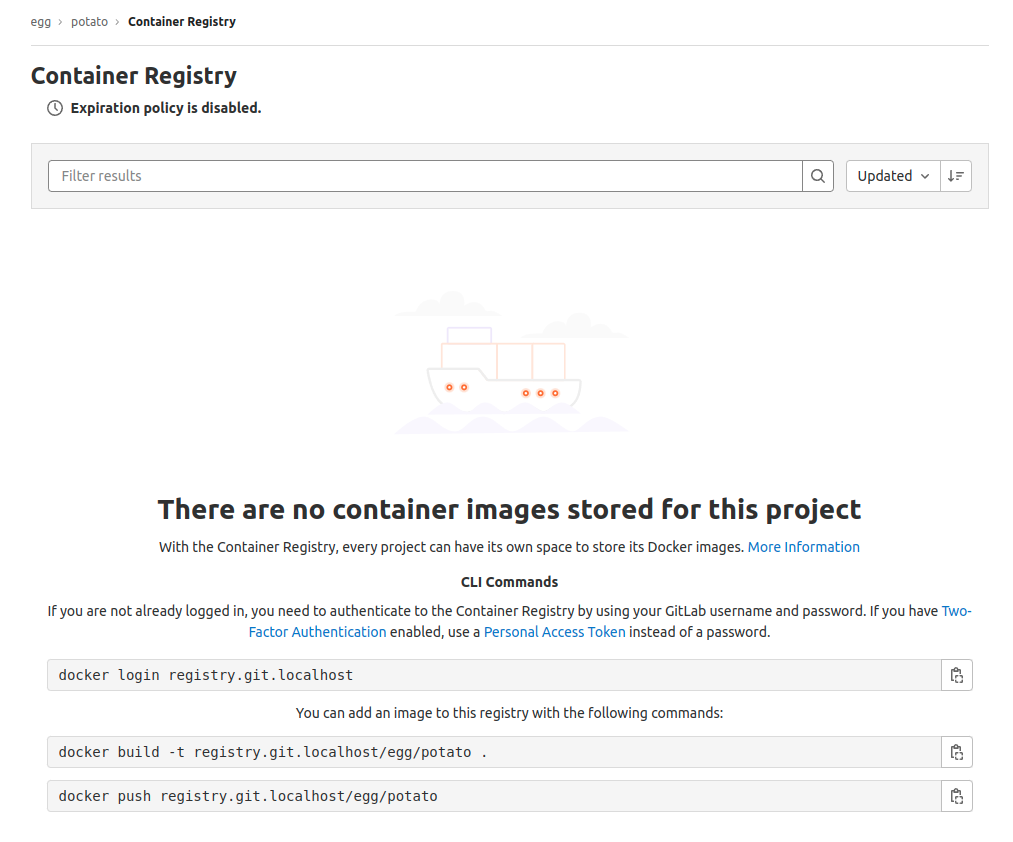 egg › potato › Container Registry
Container Registry
Expiration policy is disabled.
Filter results
Updated
There are no container images stored for this project
With the Container Registry, every project can have its own space to store its Docker images. More Information
CLI Commands
If you are not already logged in, you need to authenticate to the Container Registry by using your GitLab username and password. If you have Two-
Factor Authentication enabled, use a Personal Access Token instead of a password.
docker login registry.git.localhost
You can add an image to this registry with the following commands:
docker build -t registry.git.localhost/egg/potato .
docker push registry.git.localhost/egg/potato